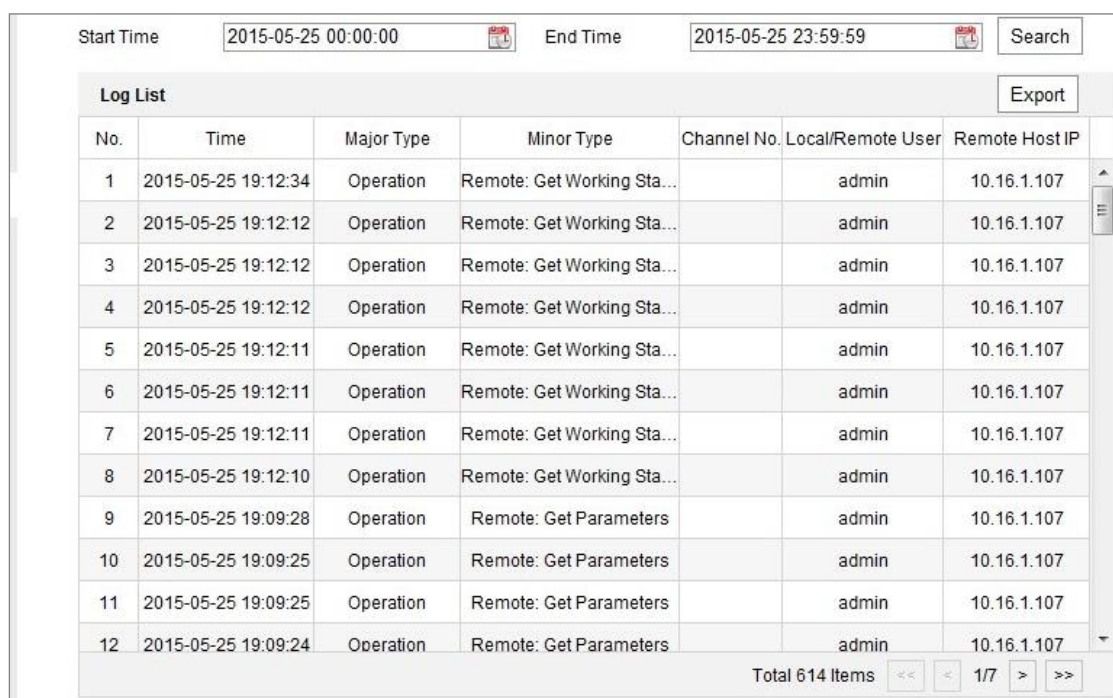 Start Time 2015-05-25 00:00:00 End Time 2015-05-25 23:59:59 Search
Log List Export
No. Time Major Type Minor Type Channel No. Local/Remote User Remote Host IP
1 2015-05-25 19:12:34 Operation Remote: Get Working Sta... admin 10.16.1.107
2 2015-05-25 19:12:12 Operation Remote: Get Working Sta... admin 10.16.1.107
3 2015-05-25 19:12:12 Operation Remote: Get Working Sta... admin 10.16.1.107
4 2015-05-25 19:12:12 Operation Remote: Get Working Sta... admin 10.16.1.107
5 2015-05-25 19:12:11 Operation Remote: Get Working Sta... admin 10.16.1.107
6 2015-05-25 19:12:11 Operation Remote: Get Working Sta... admin 10.16.1.107
7 2015-05-25 19:12:11 Operation Remote: Get Working Sta... admin 10.16.1.107
8 2015-05-25 19:12:10 Operation Remote: Get Working Sta... admin 10.16.1.107
9 2015-05-25 19:09:28 Operation Remote: Get Parameters admin 10.16.1.107
10 2015-05-25 19:09:25 Operation Remote: Get Parameters admin 10.16.1.107
11 2015-05-25 19:09:25 Operation Remote: Get Parameters admin 10.16.1.107
12 2015-05-25 19:09:24 Operation Remote: Get Parameters admin 10.16.1.107
Total 614 Items << < 1/7 > >>